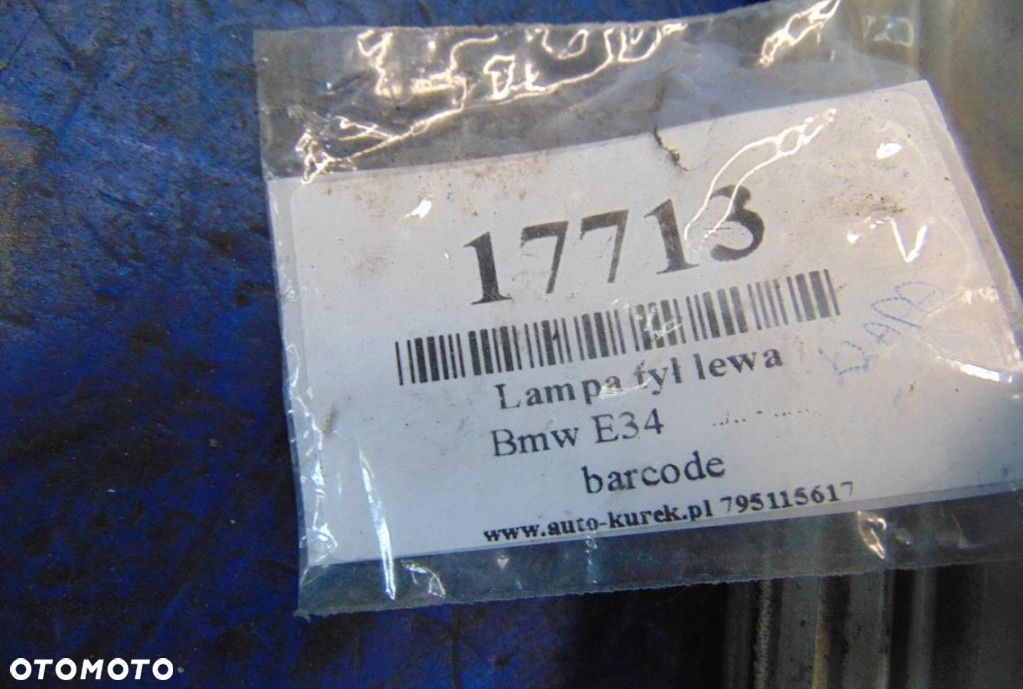 17713
Lampa tył lewa
Bmw E34
barcode
www.auto-kurek.pl 795115617
OTOMOTO